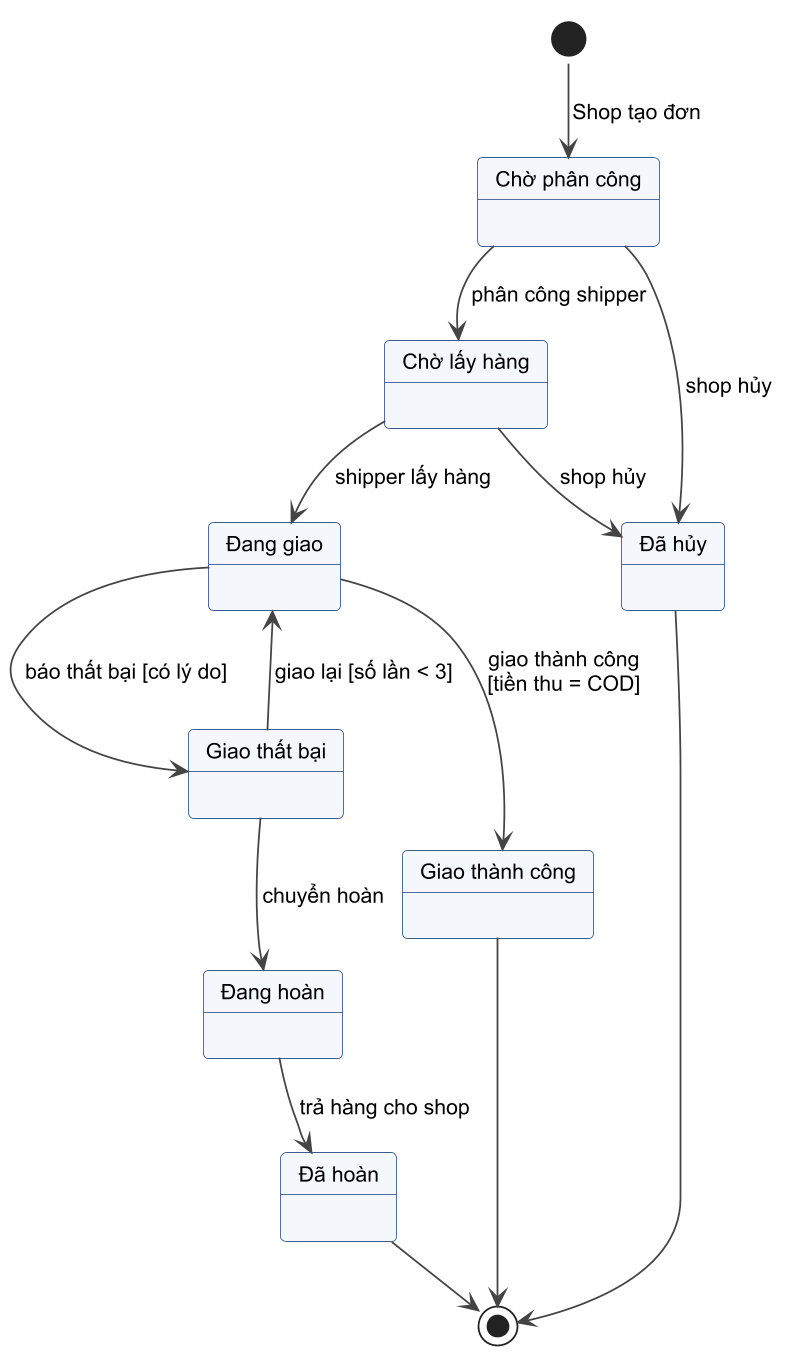 Shop tạo đơn
Chờ phân công
phân công shipper
Chờ lấy hàng
shop hủy
shipper lấy hàng
shop hủy
Đang giao
Đã hủy
báo thất bại [có lý do]
giao lại [số lần < 3]
giao thành công
[tiền thu = COD]
Giao thất bại
Giao thành công
chuyển hoàn
Đang hoàn
trả hàng cho shop
Đã hoàn